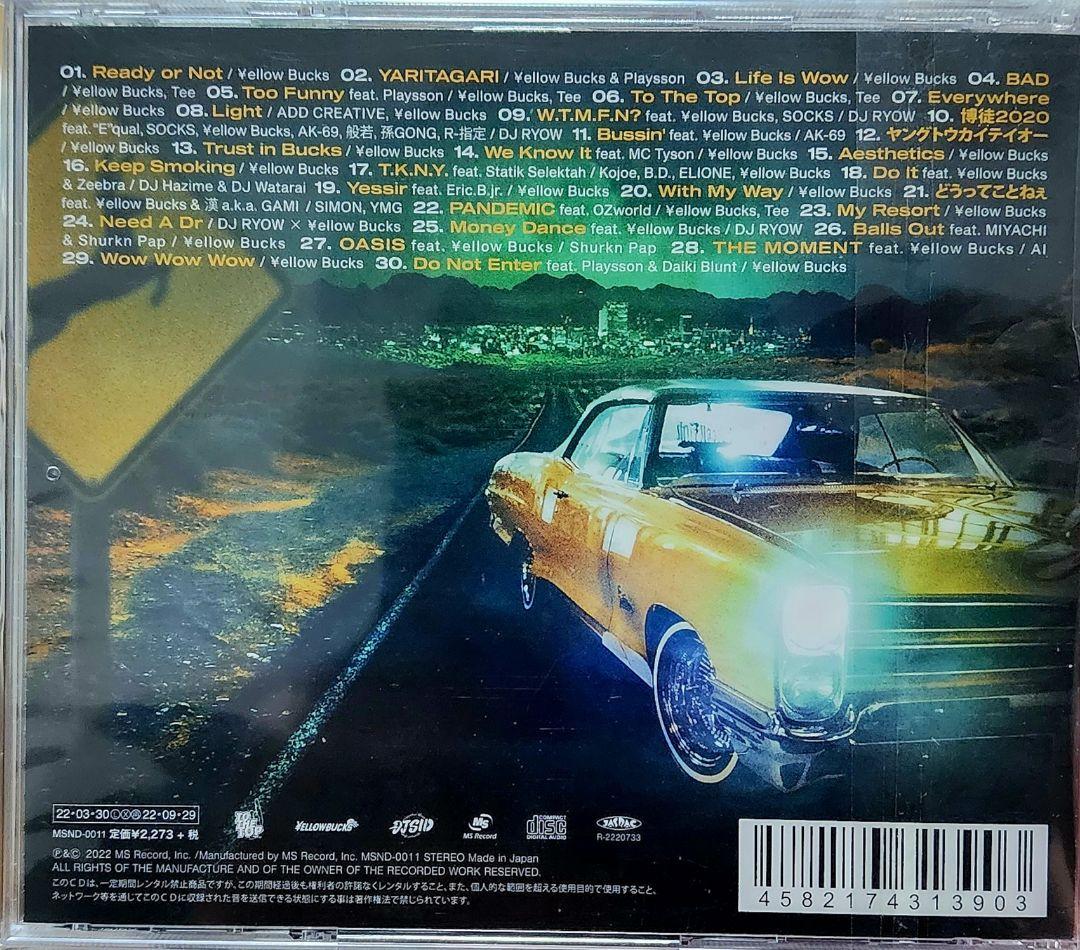 01. Ready or Not / ¥ellow Bucks 02. YARITAGARI / ¥ellow Bucks & Playsson 03. Life Is Wow / ¥ellow Bucks 04. BAD
/ ¥ellow Bucks, Tee 05. Too Funny feat. Playsson / ¥ellow Bucks, Tee 06. To The Top / ¥ellow Bucks, Tee 07. Everywhere
/ ¥ellow Bucks 08. Light / ADD CREATIVE, ¥ellow Bucks 09. W.T.M.F.N? feat. ¥ellow Bucks, SOCKS / DJ RYOW 10. 博徒2020
feat. "E"qual, SOCKS, ¥ellow Bucks, AK-69, 般若, 孫GONG, R-指定 / DJ RYOW 11. Bussin' feat. ¥ellow Bucks / AK-69 12. ヤングトウカイテイオー
/ ¥ellow Bucks 13. Trust in Bucks / ¥ellow Bucks 14. We Know It feat. MC Tyson / ¥ellow Bucks 15. Aesthetics / ¥ellow Bucks
16. Keep Smoking / ¥ellow Bucks 17. T.K.N.Y. feat. Statik Selektah / Kojoe, B.D., ELIONE, ¥ellow Bucks 18. Do It feat. ¥ellow Bucks
& Zeebra / DJ Hazime & DJ Watarai 19. Yessir feat. Eric.B.jr. / ¥ellow Bucks 20. With My Way / ¥ellow Bucks 21. どうってことねぇ
feat. ¥ellow Bucks & 漢 a.k.a. GAMI / SIMON, YMG 22. PANDEMIC feat. OZworld / ¥ellow Bucks, Tee 23. My Resort / ¥ellow Bucks
24. Need A Dr / DJ RYOW × ¥ellow Bucks 25. Money Dance feat. ¥ellow Bucks / DJ RYOW 26. Balls Out feat. MIYACHI
& Shurkn Pap / ¥ellow Bucks 27. OASIS feat. ¥ellow Bucks / Shurkn Pap 28. THE MOMENT feat. ¥ellow Bucks / AI
29. Wow Wow Wow / ¥ellow Bucks 30. Do Not Enter feat. Playsson & Daiki Blunt / ¥ellow Bucks
22・03・30ⓁⓍ㊙22・09・29
MSND-0011 定価¥2,273 + 税
TO THE TOP
¥ELLOWBUCKS
DJ SID
MS Record
COMPACT disc DIGITAL AUDIO
JASRAC
R-2220733
Ⓟ&Ⓒ 2022 MS Record, Inc. /Manufactured by MS Record, Inc. MSND-0011 STEREO Made in Japan
ALL RIGHTS OF THE MANUFACTURE AND OF THE OWNER OF THE RECORDED WORK RESERVED.
このCDは、一定期間レンタル禁止商品ですが、この期間経過後も権利者の許諾なくレンタルすること、また、個人的な範囲を超える使用目的で使用すること、
ネットワーク等を通じてこのCDに収録された音を送信できる状態にする事は著作権法で禁じられています。
4582174313903